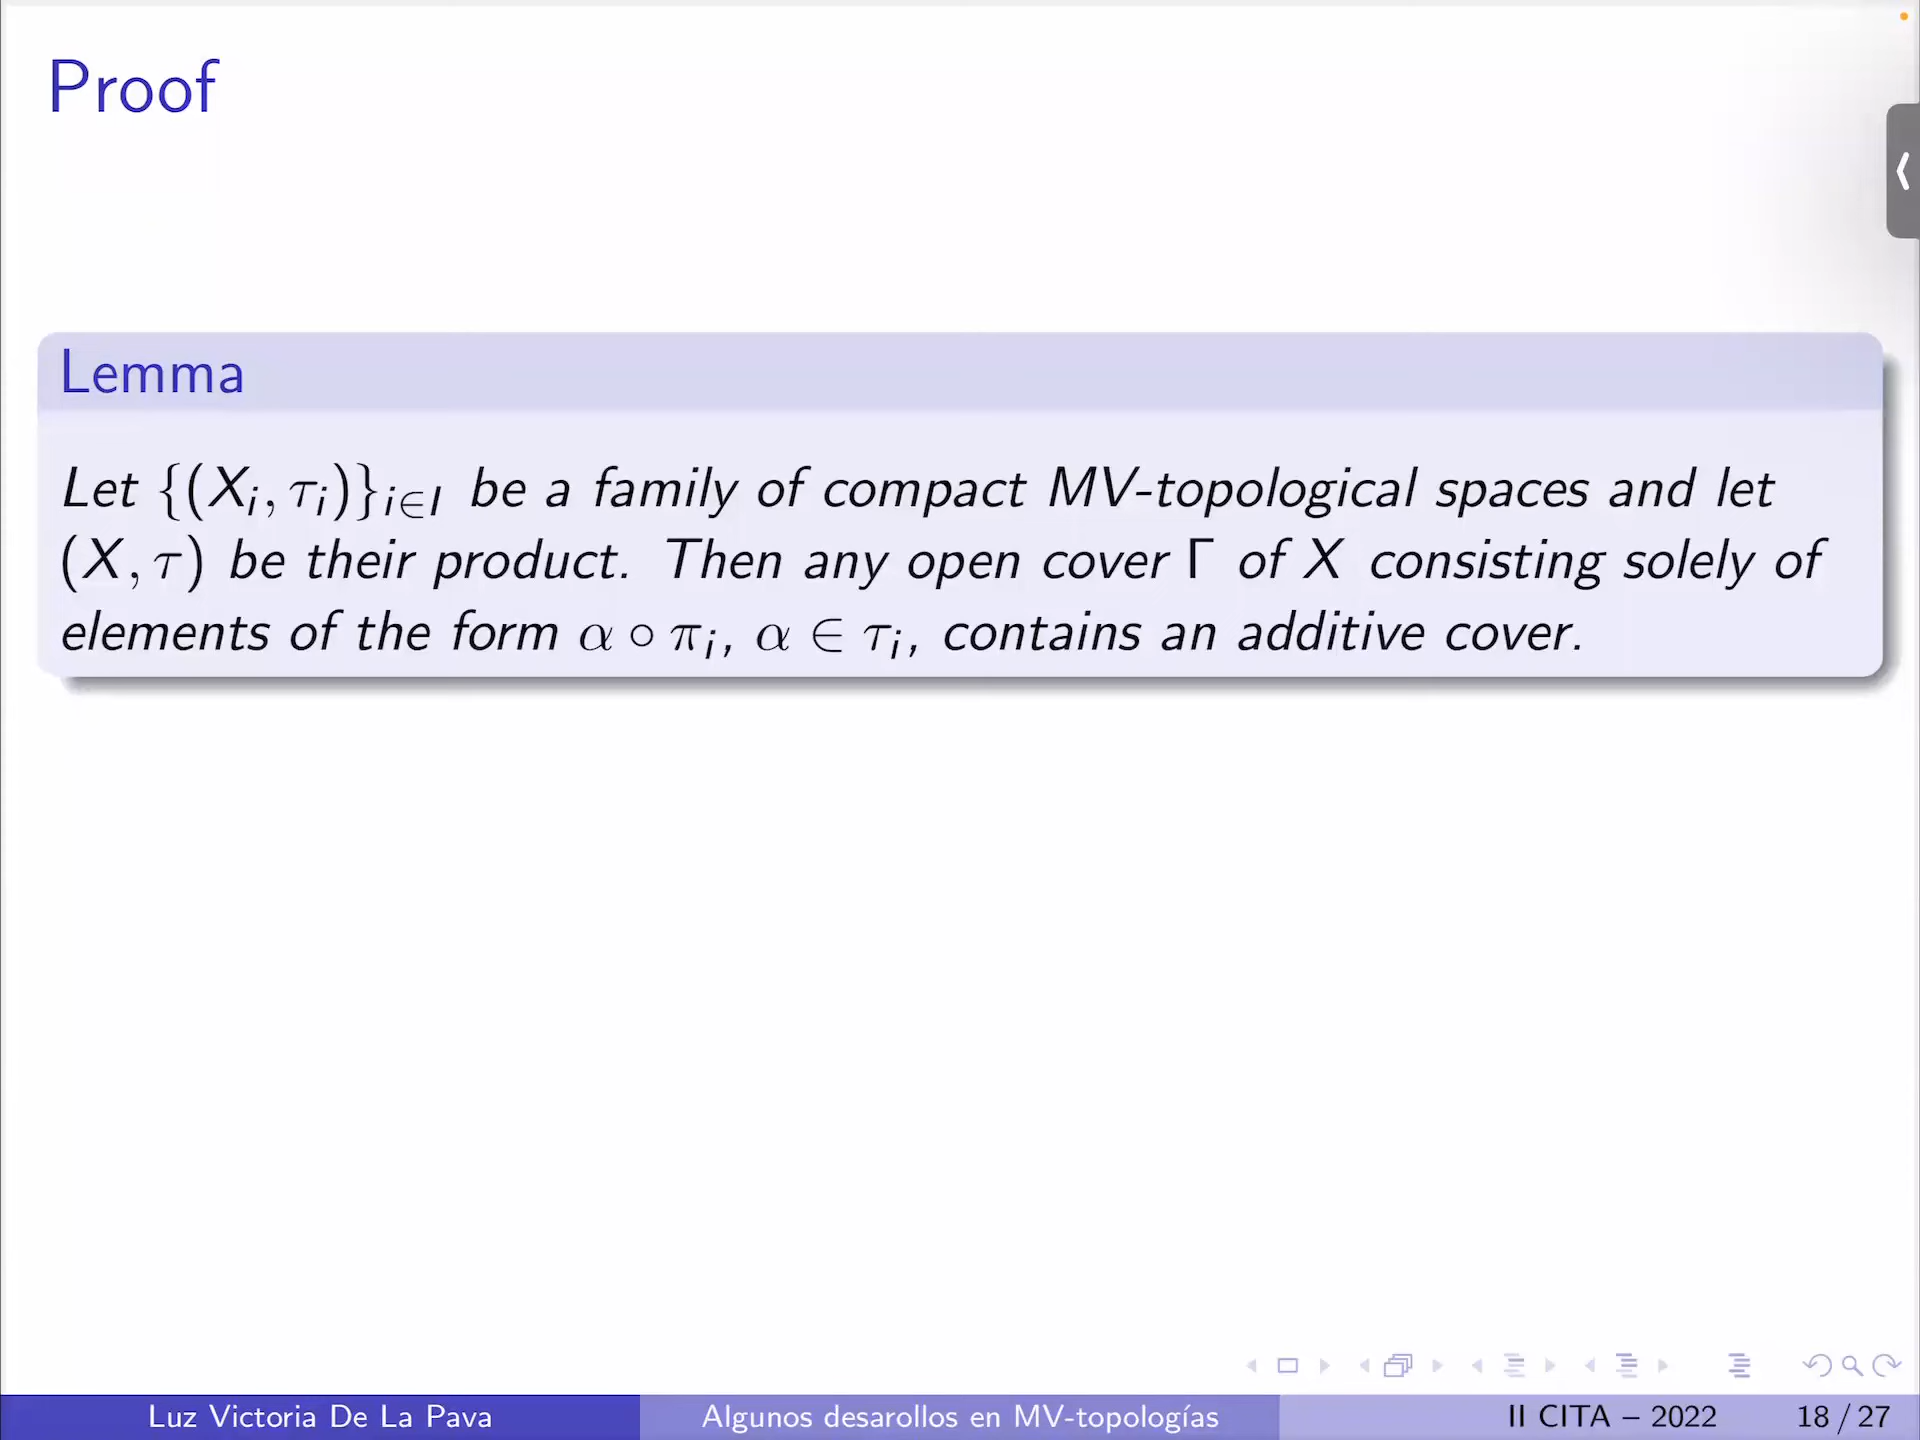 Proof
Lemma
Let {(Xᵢ, τᵢ)}ᵢ∈I be a family of compact MV-topological spaces and let
(X, τ) be their product. Then any open cover Γ of X consisting solely of
elements of the form α ∘ πᵢ, α ∈ τᵢ, contains an additive cover.
Luz Victoria De La Pava
Algunos desarollos en MV-topologías
II CITA – 2022
18 / 27